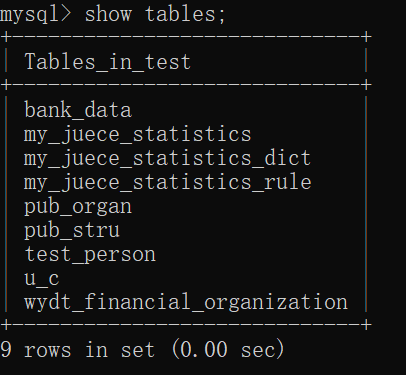 mysql> show tables;
+------------------------------+
| Tables_in_test               |
+------------------------------+
| bank_data                    |
| my_juece_statistics          |
| my_juece_statistics_dict     |
| my_juece_statistics_rule     |
| pub_organ                    |
| pub_stru                     |
| test_person                  |
| u_c                          |
| wydt_financial_organization  |
+------------------------------+
9 rows in set (0.00 sec)